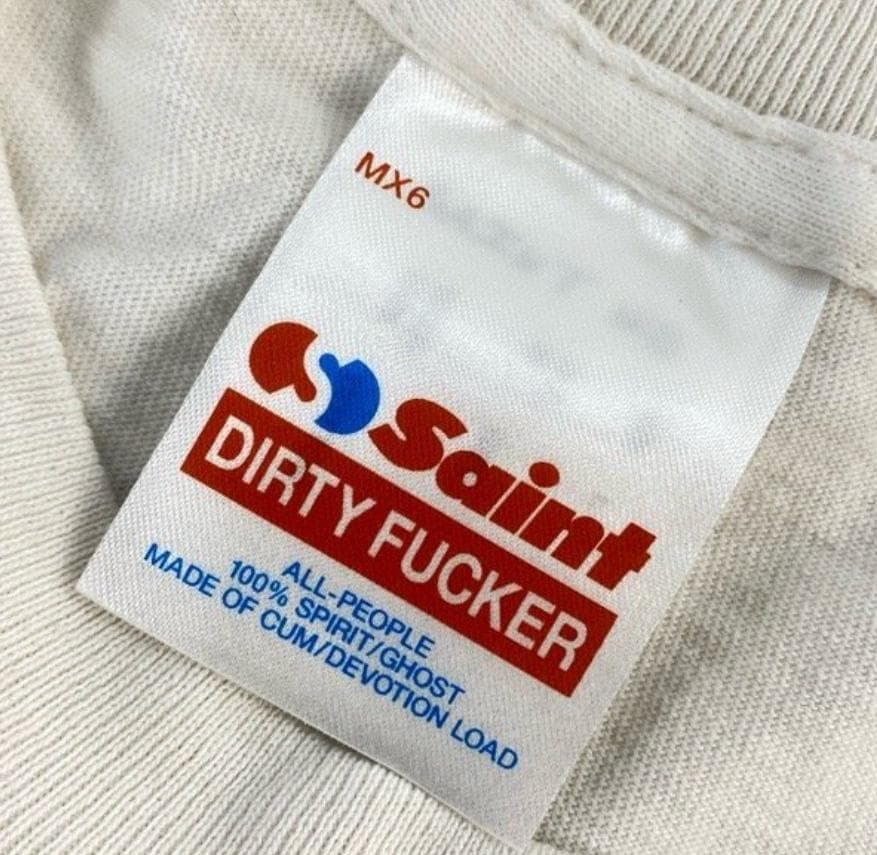 MX6
Saint
DIRTY FUCKER
ALL-PEOPLE
100% SPIRIT/GHOST
MADE OF CUM/DEVOTION LOAD